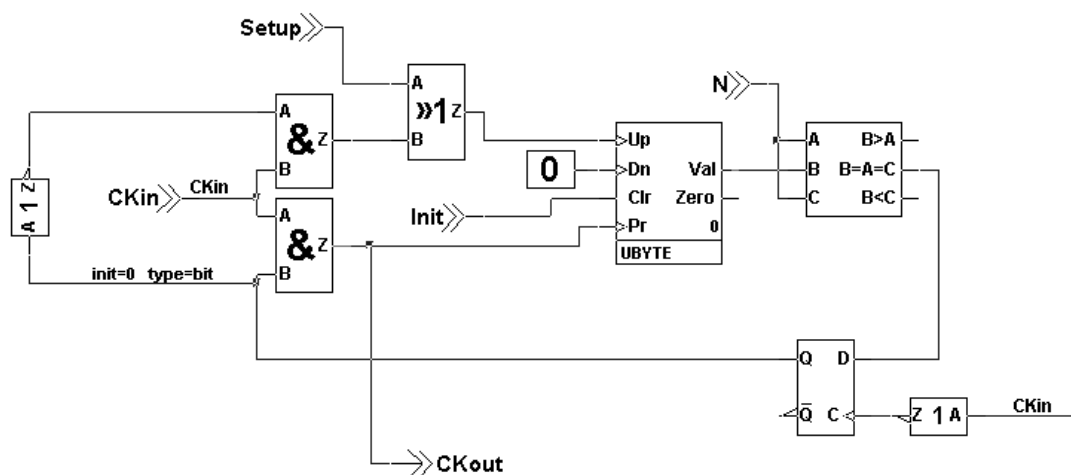 Setup
A
»1
Z
B
N
A
&
Z
B
Up
Dn
Clr
Pr
Val
Zero
0
UBYTE
0
A
B
C
B>A
B=A=C
B<C
CKin
CKin
A 1 Z
Init
A
&
Z
B
init=0 type=bit
Q
D
Q
C
Z 1 A
CKin
CKout